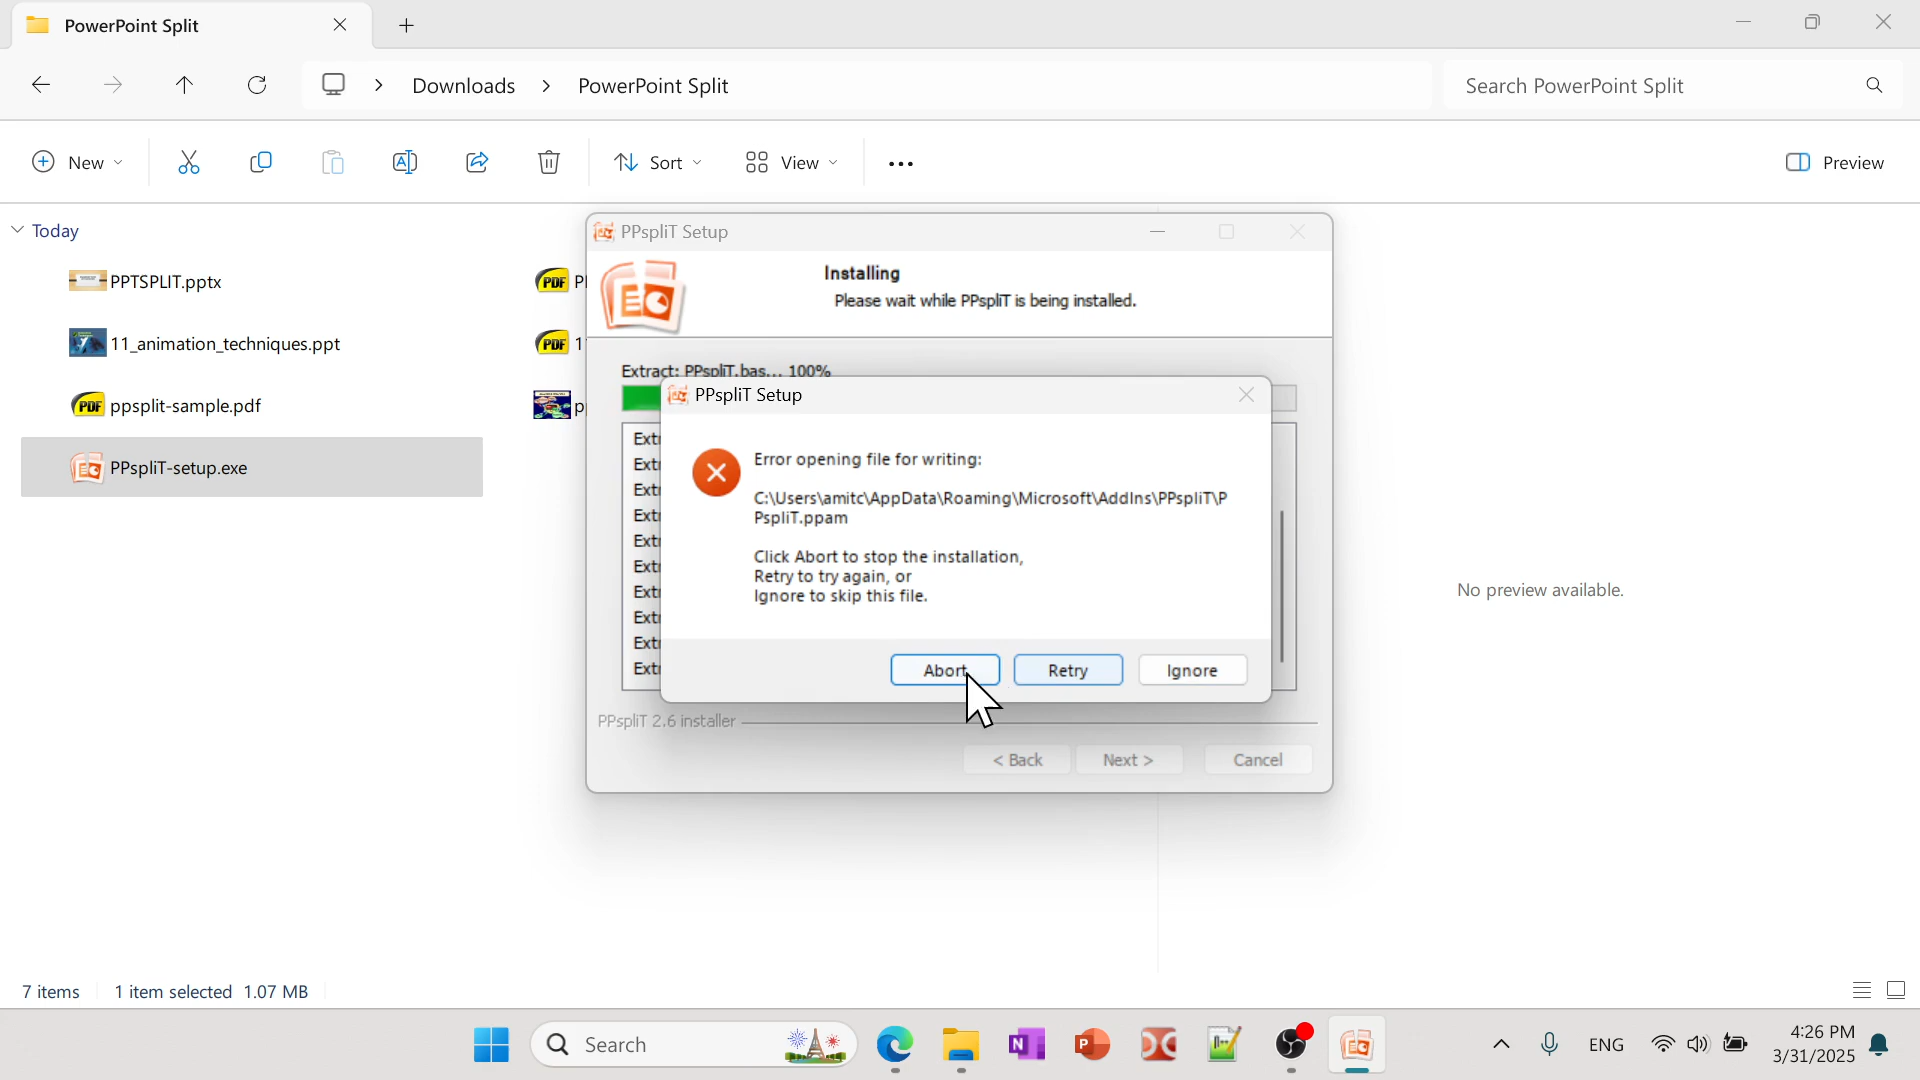 PowerPoint Split
Downloads > PowerPoint Split
Search PowerPoint Split
New
Sort
View
Preview
Today
PPTSPLIT.pptx
11_animation_techniques.ppt
ppsplit-sample.pdf
PPspliT-setup.exe
PPspliT Setup
Installing
Please wait while PPspliT is being installed.
Extract: PPspliT.bas... 100%
PPspliT Setup
Error opening file for writing:
C:\Users\amitc\AppData\Roaming\Microsoft\AddIns\PPspliT\P
PspliT.ppam
Click Abort to stop the installation,
Retry to try again, or
Ignore to skip this file.
Abort
Retry
Ignore
PPspliT 2.6 installer
< Back
Next >
Cancel
No preview available.
7 items
1 item selected 1.07 MB
Search
ENG
4:26 PM
3/31/2025